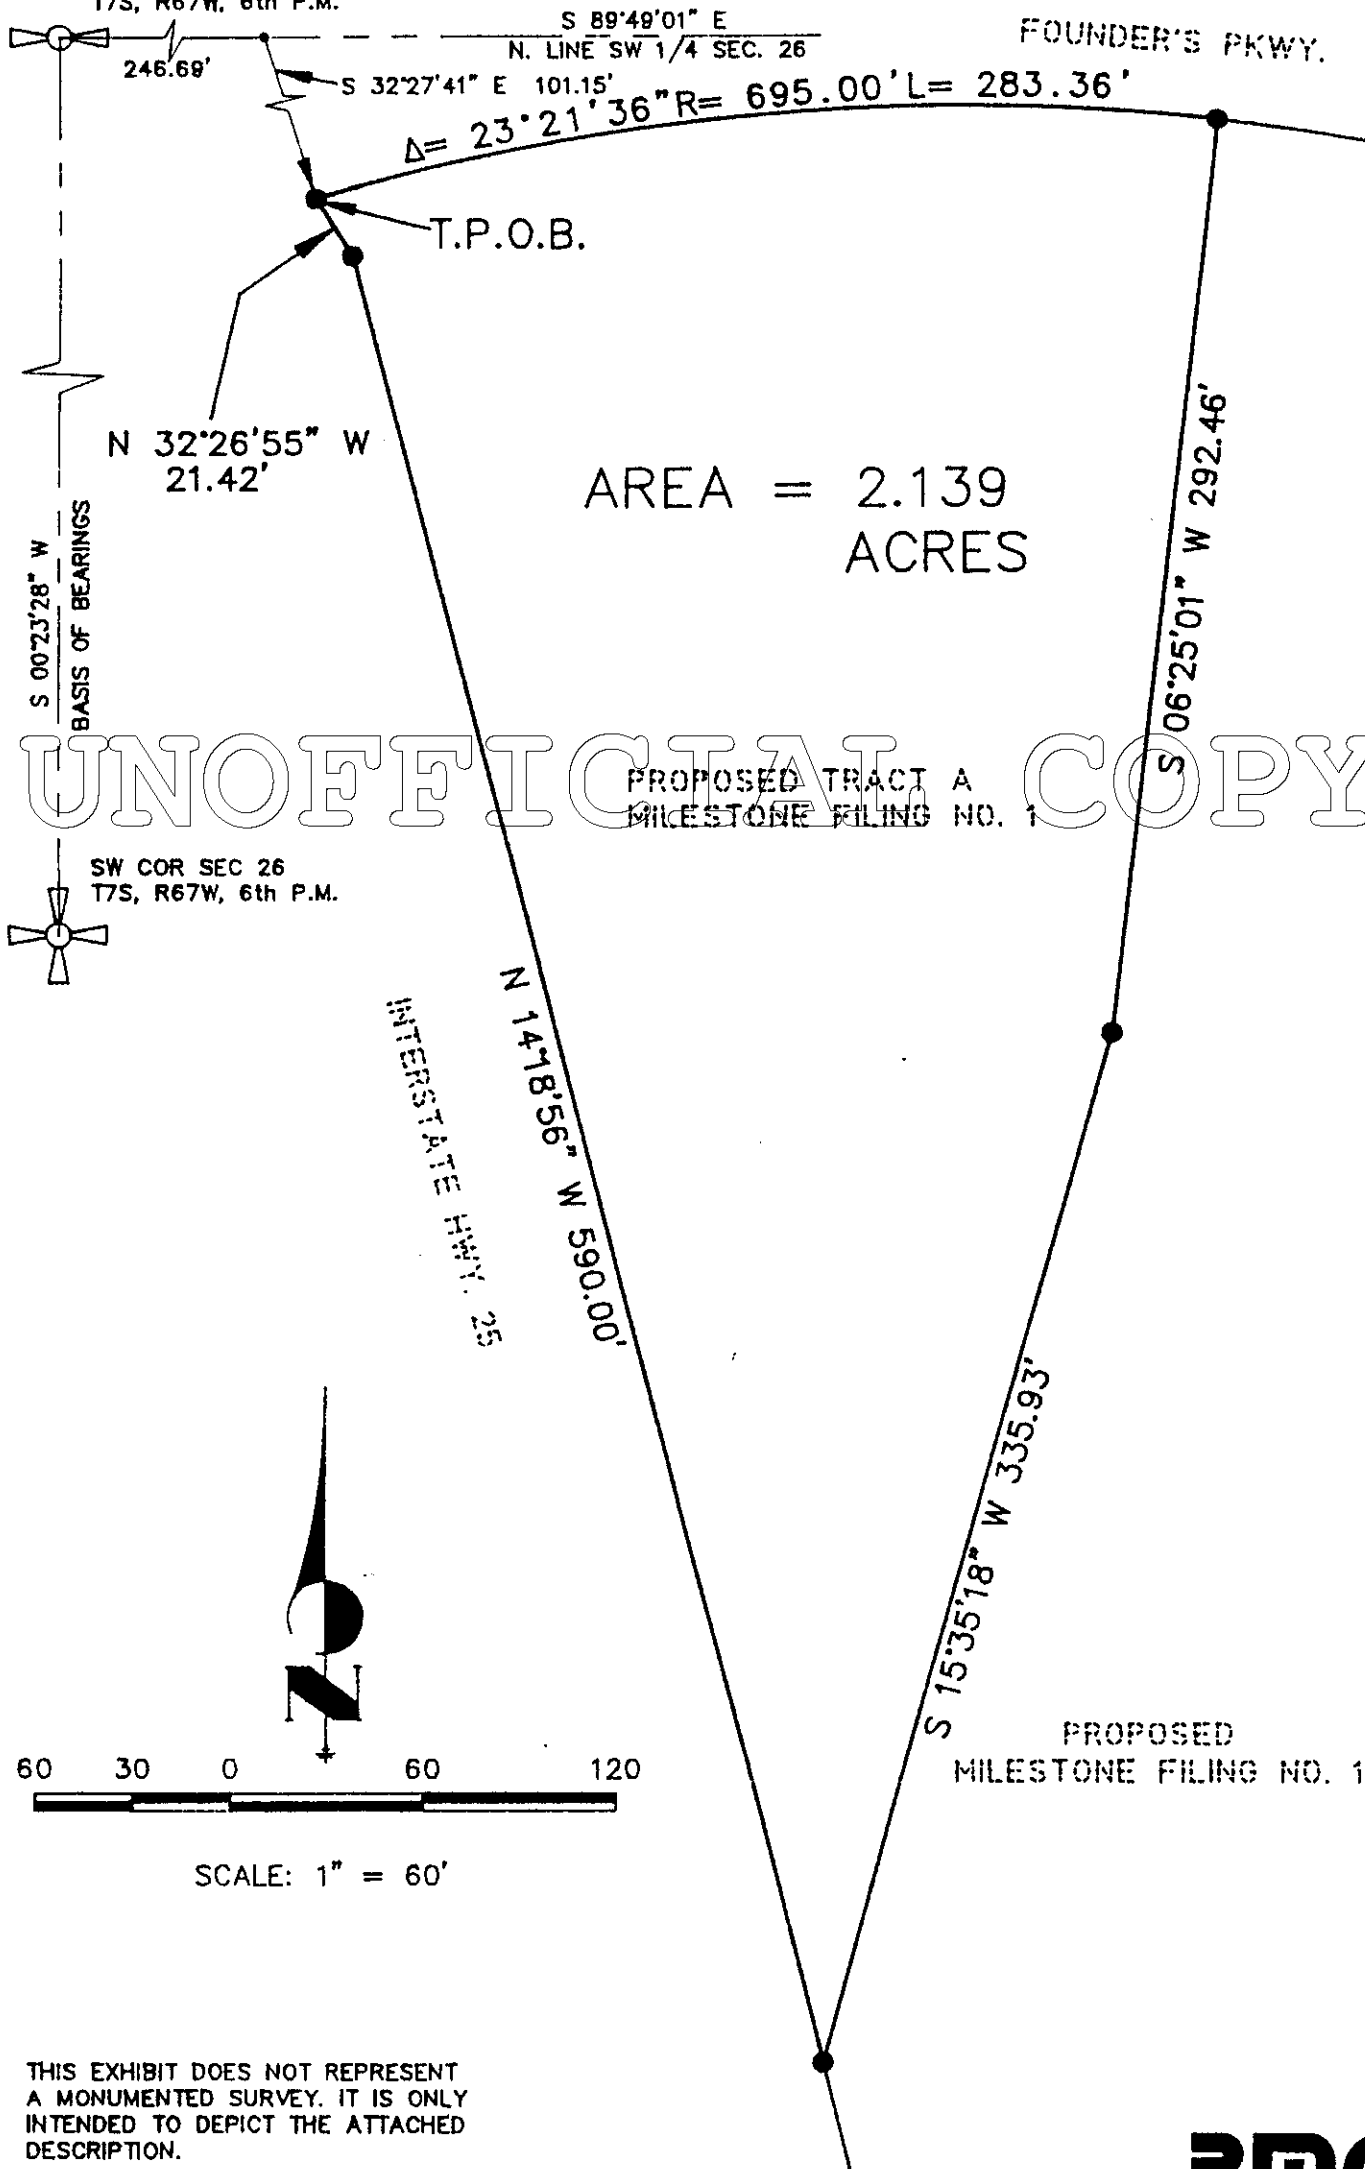 T7S, R67W, 6th P.M.
S 89°49'01" E
N. LINE SW 1/4 SEC. 26
FOUNDER'S PKWY.
246.69'
S 32°27'41" E 101.15'
Δ= 23°21'36" R= 695.00' L= 283.36'
T.P.O.B.
N 32°26'55" W
21.42'
AREA = 2.139
ACRES
S 06°25'01" W 292.46'
S 00°23'28" W
BASIS OF BEARINGS
UNOFFICIAL COPY
PROPOSED TRACT A
MILESTONE FILING NO. 1
SW COR SEC 26
T7S, R67W, 6th P.M.
N 14°18'56" W 590.00'
INTERSTATE HWY. 25
S 15°35'18" W 335.93'
N
PROPOSED
MILESTONE FILING NO. 1
60 30 0 60 120
SCALE: 1" = 60'
THIS EXHIBIT DOES NOT REPRESENT
A MONUMENTED SURVEY. IT IS ONLY
INTENDED TO DEPICT THE ATTACHED
DESCRIPTION.